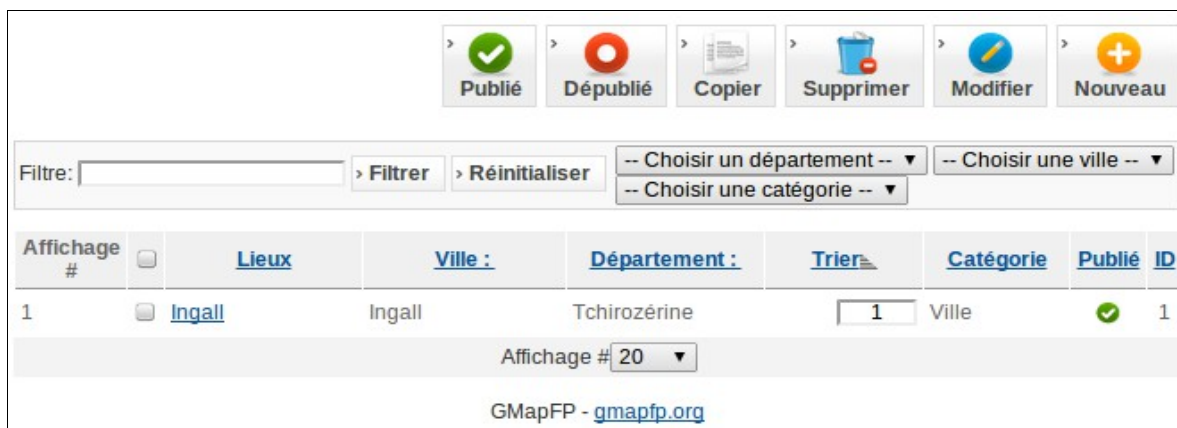 Publié Dépublié Copier Supprimer Modifier Nouveau
Filtre: › Filtrer › Réinitialiser -- Choisir un département -- -- Choisir une ville --
-- Choisir une catégorie --
Affichage # Lieux Ville : Département : Trier Catégorie Publié ID
1 Ingall Ingall Tchirozérine 1 Ville 1
Affichage # 20
GMapFP - gmapfp.org